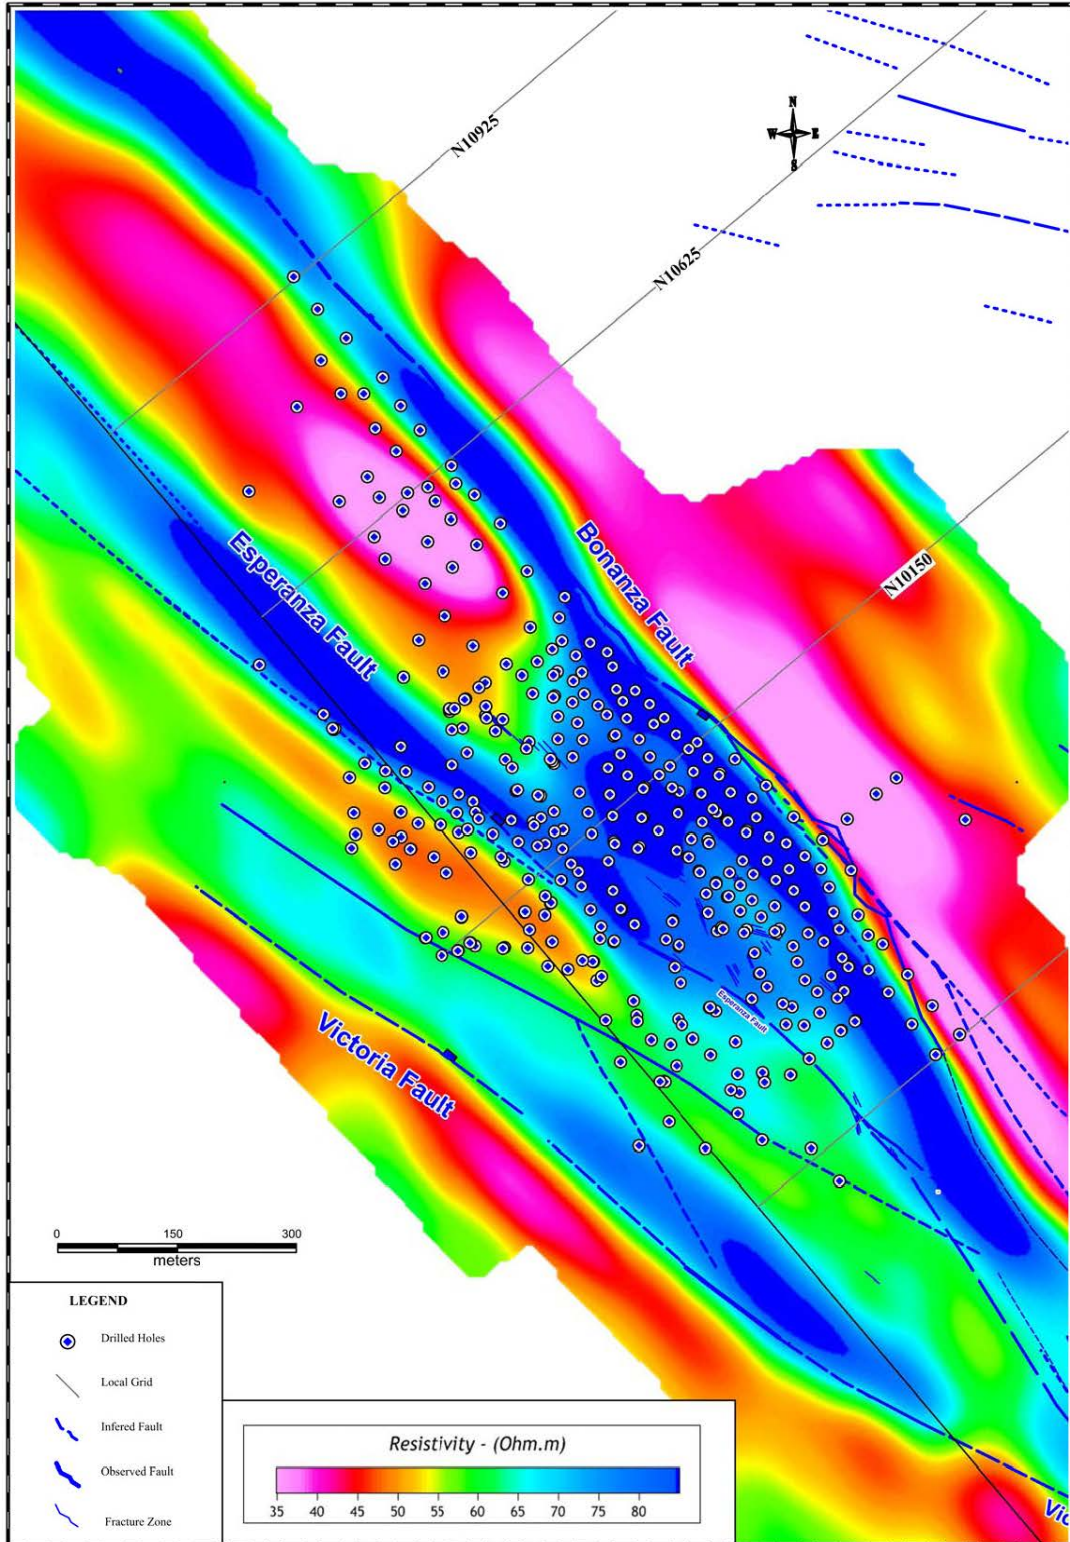 N10925
N
W E
S
N10625
N10150
Bonanza Fault
Esperanza Fault
Esperanza Fault
Victoria Fault
0 150 300
meters
LEGEND
Drilled Holes
Local Grid
Infered Fault
Observed Fault
Fracture Zone
Resistivity - (Ohm.m)
35 40 45 50 55 60 65 70 75 80
Vic